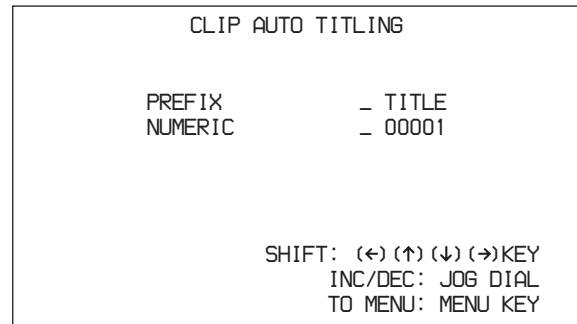 CLIP AUTO TITLING
PREFIX _ TITLE
NUMERIC _ 00001
SHIFT: (←)(↑)(↓)(→)KEY
INC/DEC: JOG DIAL
TO MENU: MENU KEY